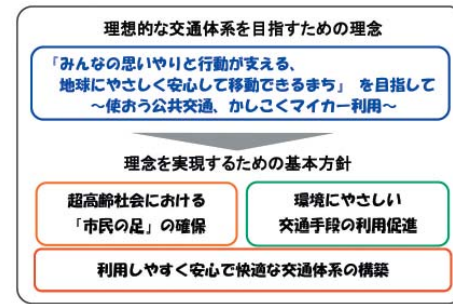 理想的な交通体系を目指すための理念
「みんなの思いやりと行動が支える、
地球にやさしく安心して移動できるまち」 を目指して
~使おう公共交通、かしこくマイカー利用~
理念を実現するための基本方針
超高齢社会における
「市民の足」の確保
環境にやさしい
交通手段の利用促進
利用しやすく安心で快適な交通体系の構築